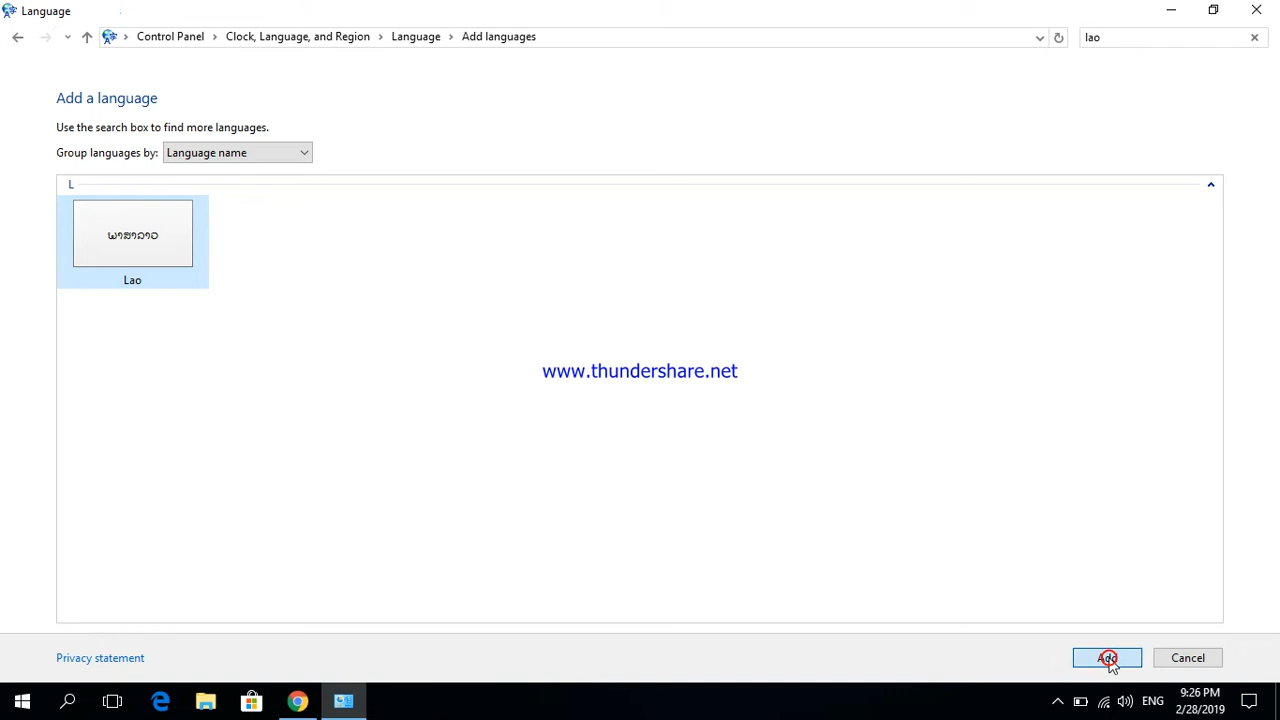 Language
Control Panel > Clock, Language, and Region > Language > Add languages
lao
Add a language
Use the search box to find more languages.
Group languages by: Language name
L
ພາສາລາວ
Lao
www.thundershare.net
Privacy statement
Add
Cancel
ENG
9:26 PM
2/28/2019